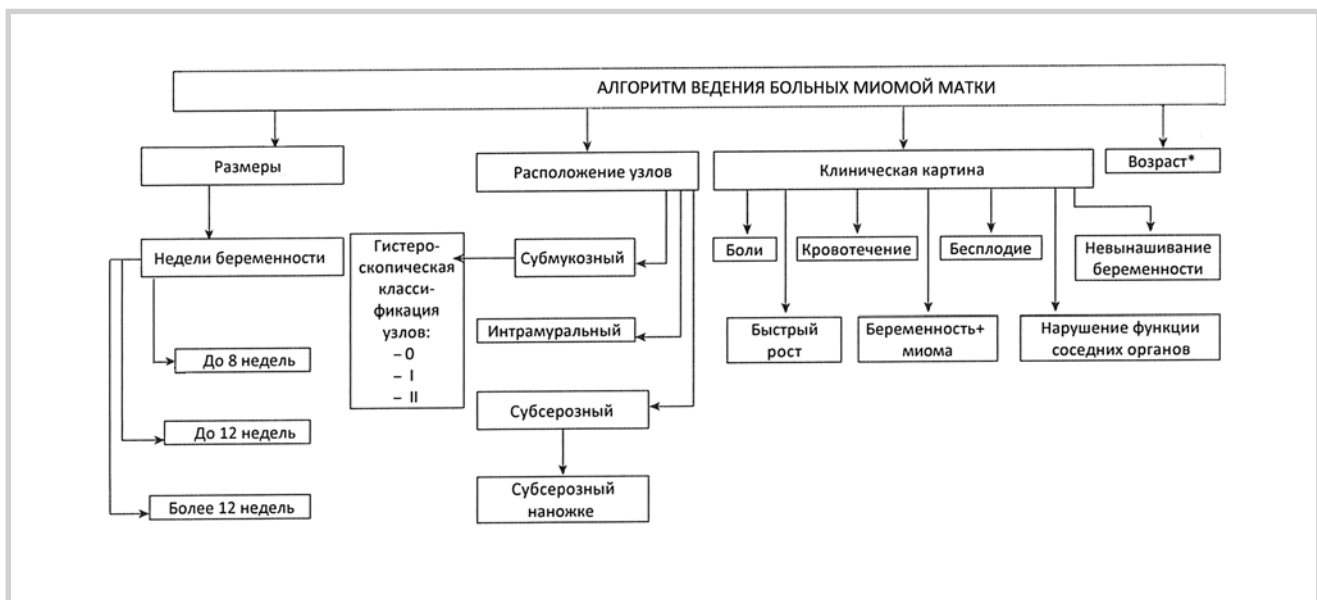 АЛГОРИТМ ВЕДЕНИЯ БОЛЬНЫХ МИОМОЙ МАТКИ
Размеры
Расположение узлов
Клиническая картина
Возраст*
Недели беременности
До 8 недель
До 12 недель
Более 12 недель
Гистеро-
скопическая
класси-
фикация
узлов:
– 0
– I
– II
Субмукозный
Интрамуральный
Субсерозный
Субсерозный
наножке
Боли
Кровотечение
Бесплодие
Невынашивание
беременности
Быстрый
рост
Беременность+
миома
Нарушение функции
соседних органов